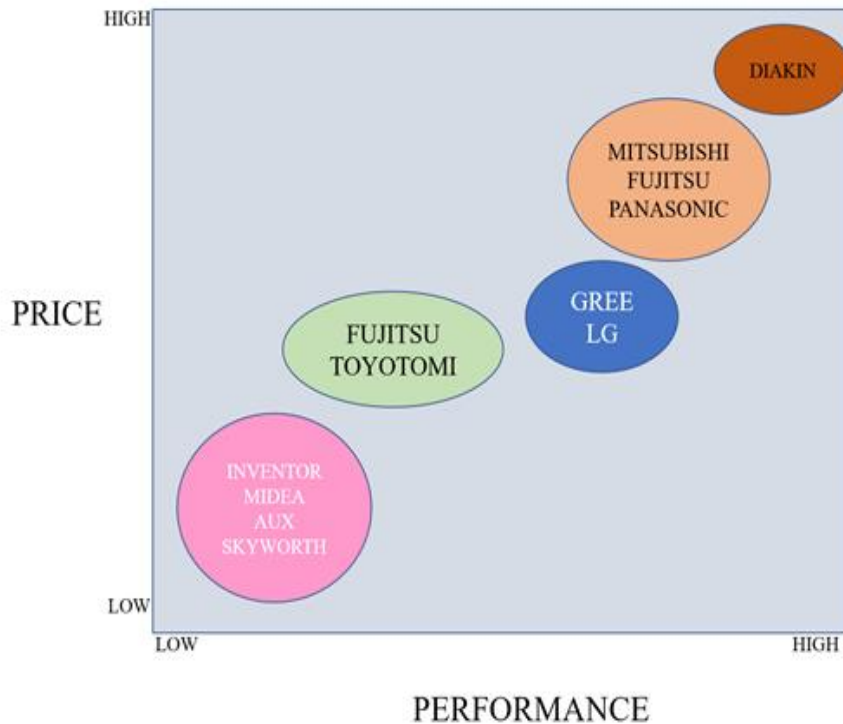 HIGH
DIAKIN
MITSUBISHI
FUJITSU
PANASONIC
GREE
LG
PRICE
FUJITSU
TOYOTOMI
INVENTOR
MIDEA
AUX
SKYWORTH
LOW
LOW
HIGH
PERFORMANCE